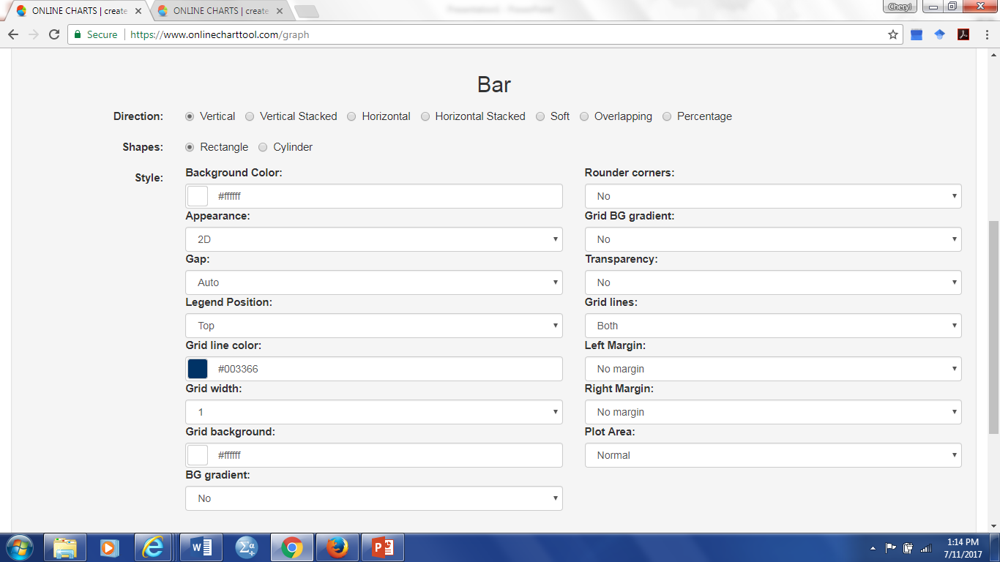 ONLINE CHARTS | create
ONLINE CHARTS | create
Cheryl
Secure
https://www.onlinecharttool.com/graph
Bar
Direction: Vertical Vertical Stacked Horizontal Horizontal Stacked Soft Overlapping Percentage
Shapes: Rectangle Cylinder
Style:
Background Color:
#ffffff
Appearance:
2D
Gap:
Auto
Legend Position:
Top
Grid line color:
#003366
Grid width:
1
Grid background:
#ffffff
BG gradient:
No
Rounder corners:
No
Grid BG gradient:
No
Transparency:
No
Grid lines:
Both
Left Margin:
No margin
Right Margin:
No margin
Plot Area:
Normal
1:14 PM
7/11/2017